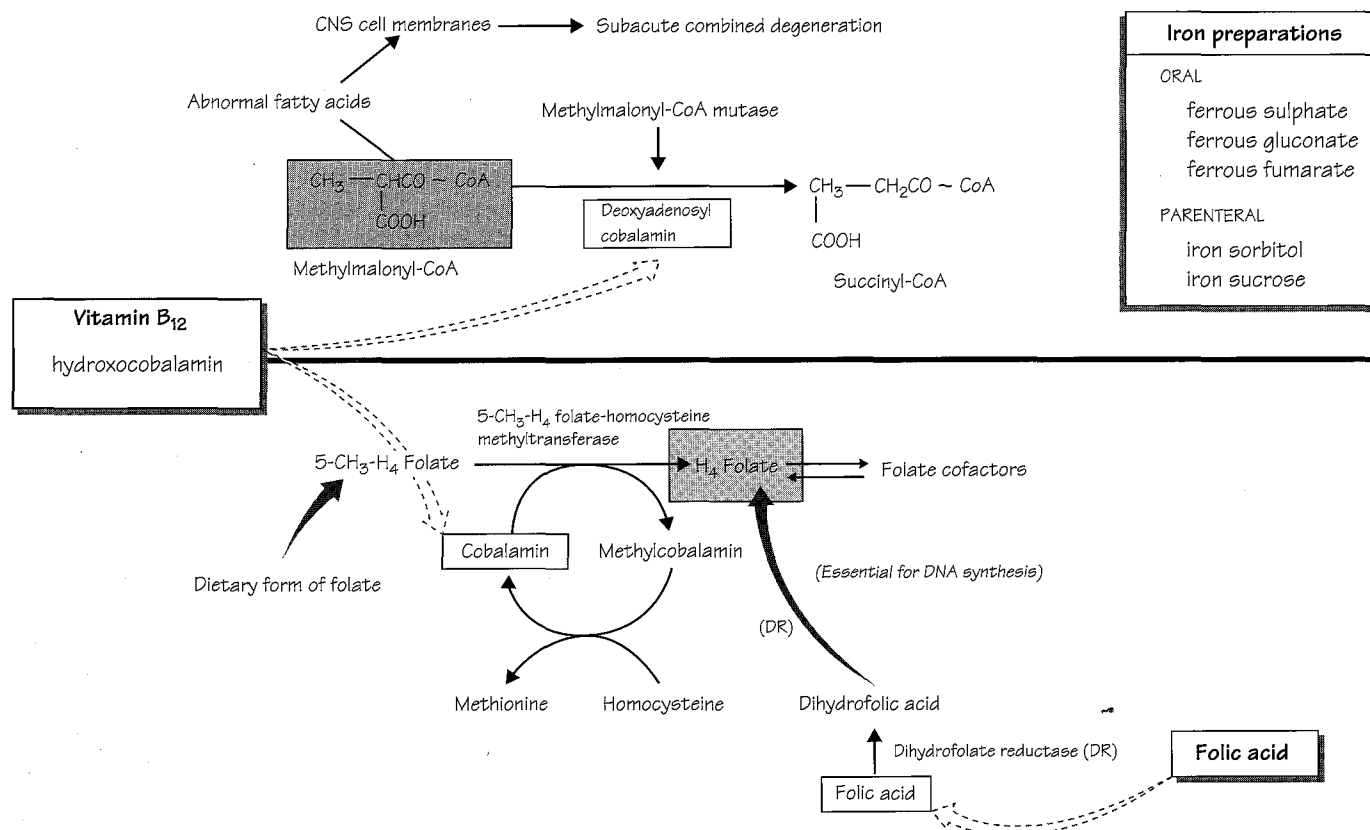 CNS cell membranes
Subacute combined degeneration
Abnormal fatty acids
Methylmalonyl-CoA mutase
CH₃—CHCO ~ CoA
COOH
Methylmalonyl-CoA
Deoxyadenosyl
cobalamin
CH₃—CH₂CO ~ CoA
COOH
Succinyl-CoA
Iron preparations
ORAL
ferrous sulphate
ferrous gluconate
ferrous fumarate
PARENTERAL
iron sorbitol
iron sucrose
Vitamin B₁₂
hydroxocobalamin
5-CH₃-H₄ folate-homocysteine
methyltransferase
5-CH₃-H₄ Folate
H₄ Folate
Folate cofactors
Cobalamin
Methylcobalamin
(Essential for DNA synthesis)
Dietary form of folate
(DR)
Methionine
Homocysteine
Dihydrofolic acid
Dihydrofolate reductase (DR)
Folic acid
Folic acid